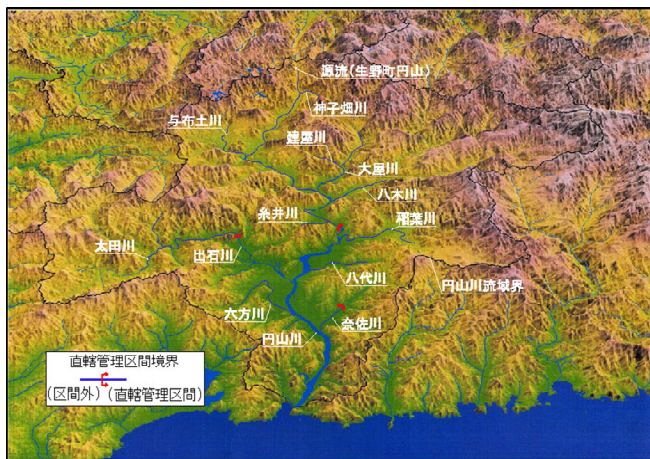 源流(生野町円山)
神子畑川
与布土川
建屋川
大屋川
八木川
糸井川
稲葉川
太田川
出石川
八代川
円山川流域界
六方川
奈佐川
円山川
直轄管理区間境界
(区間外)(直轄管理区間)